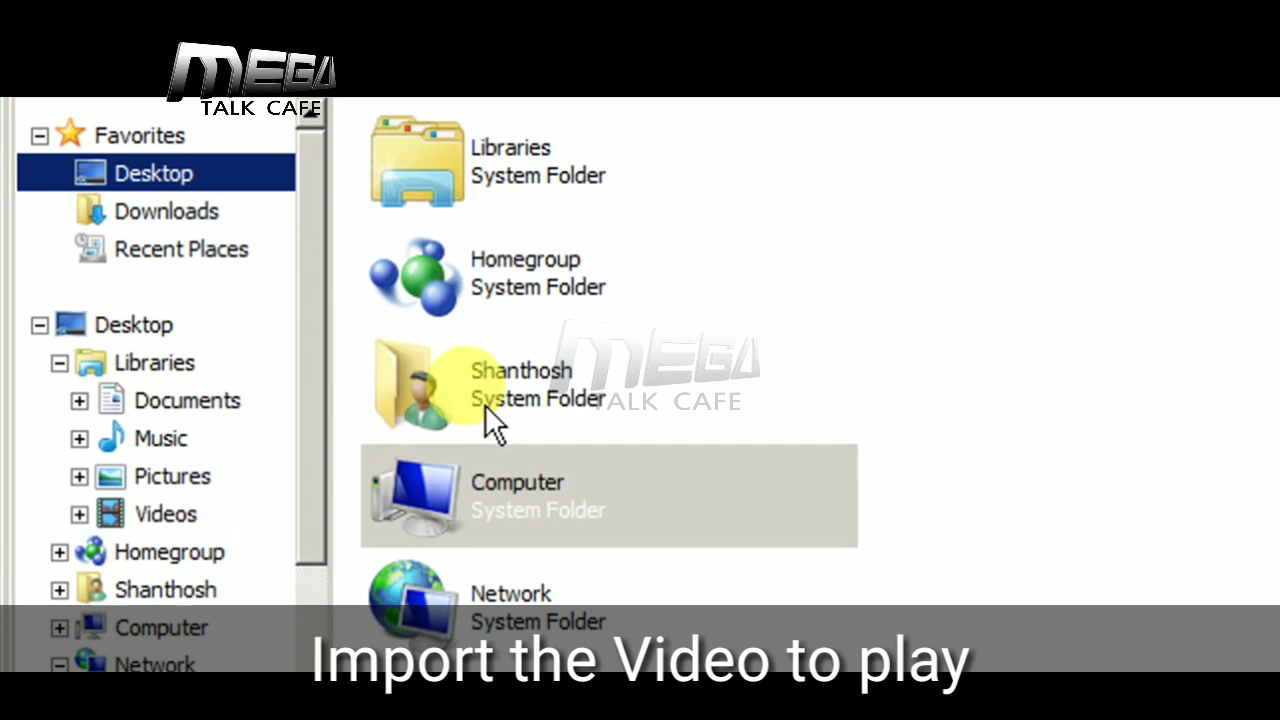 MEGA
TALK CAFE
Favorites
Desktop
Downloads
Recent Places
Desktop
Libraries
Documents
Music
Pictures
Videos
Homegroup
Shanthosh
Computer
Network
Libraries
System Folder
Homegroup
System Folder
Shanthosh
System Folder
MEGA
TALK CAFE
Computer
System Folder
Network
System Folder
Import the Video to play